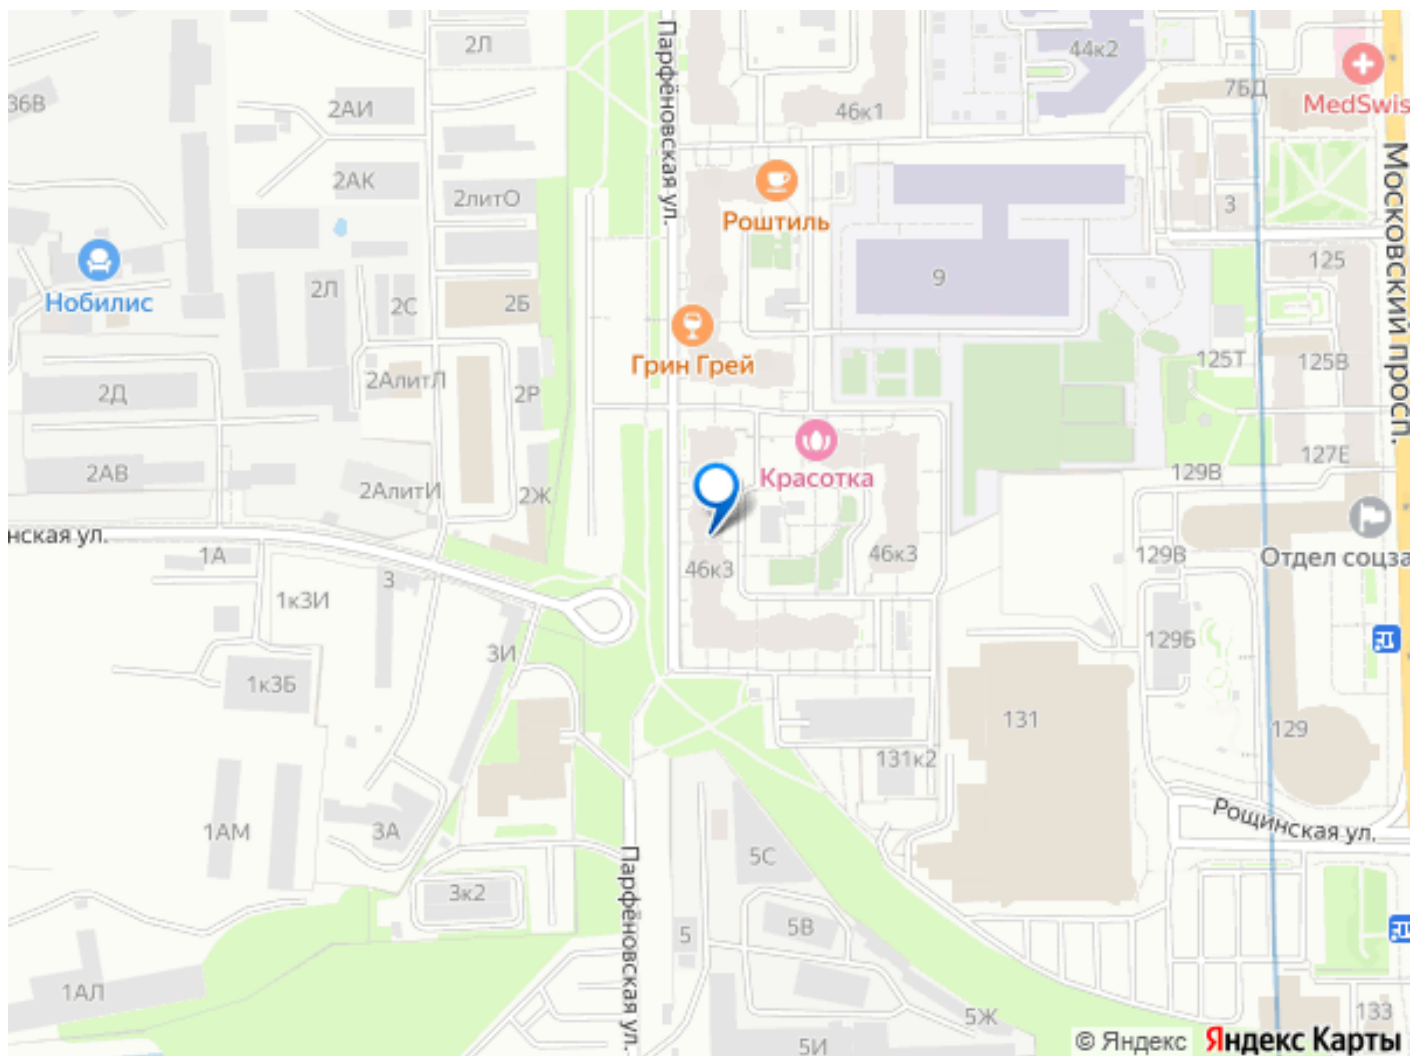 2Л
44к2
36В
2АИ
46к1
7БД
MedSwis
Парфёновская ул.
2АК
2литО
Роштиль
3
Московский просп.
Нобилис
2Л
2С
2Б
9
125
Грин Грей
2АлитЛ
2Р
2Д
125Т
125В
2АВ
2АлитИ
2Ж
Красотка
129В
127Е
нская ул.
1А
3
46к3
46к3
129В
Отдел соцза
1к3И
3И
129Б
1к3Б
131
129
131к2
1АМ
3А
5С
Рощинская ул.
Парфёновская ул.
3к2
5
5В
1АЛ
5Ж
133
5И
© Яндекс Яндекс Карты